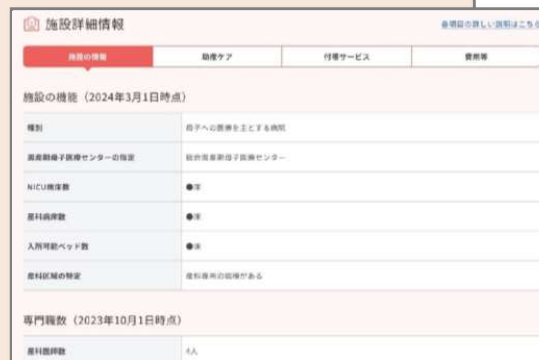 施設詳細情報
各項目の詳しい説明はこちら
施設の情報
助産ケア
付帯サービス
費用等
施設の機能（2024年3月1日時点）
種別
母子への医療を主とする病院
周産期母子医療センターの指定
総合周産期母子医療センター
NICU病床数
●床
産科病床数
●床
入所可能ベッド数
●床
産科区域の特定
産科専用の病棟がある
専門職数（2023年10月1日時点）
産科医師数
4人